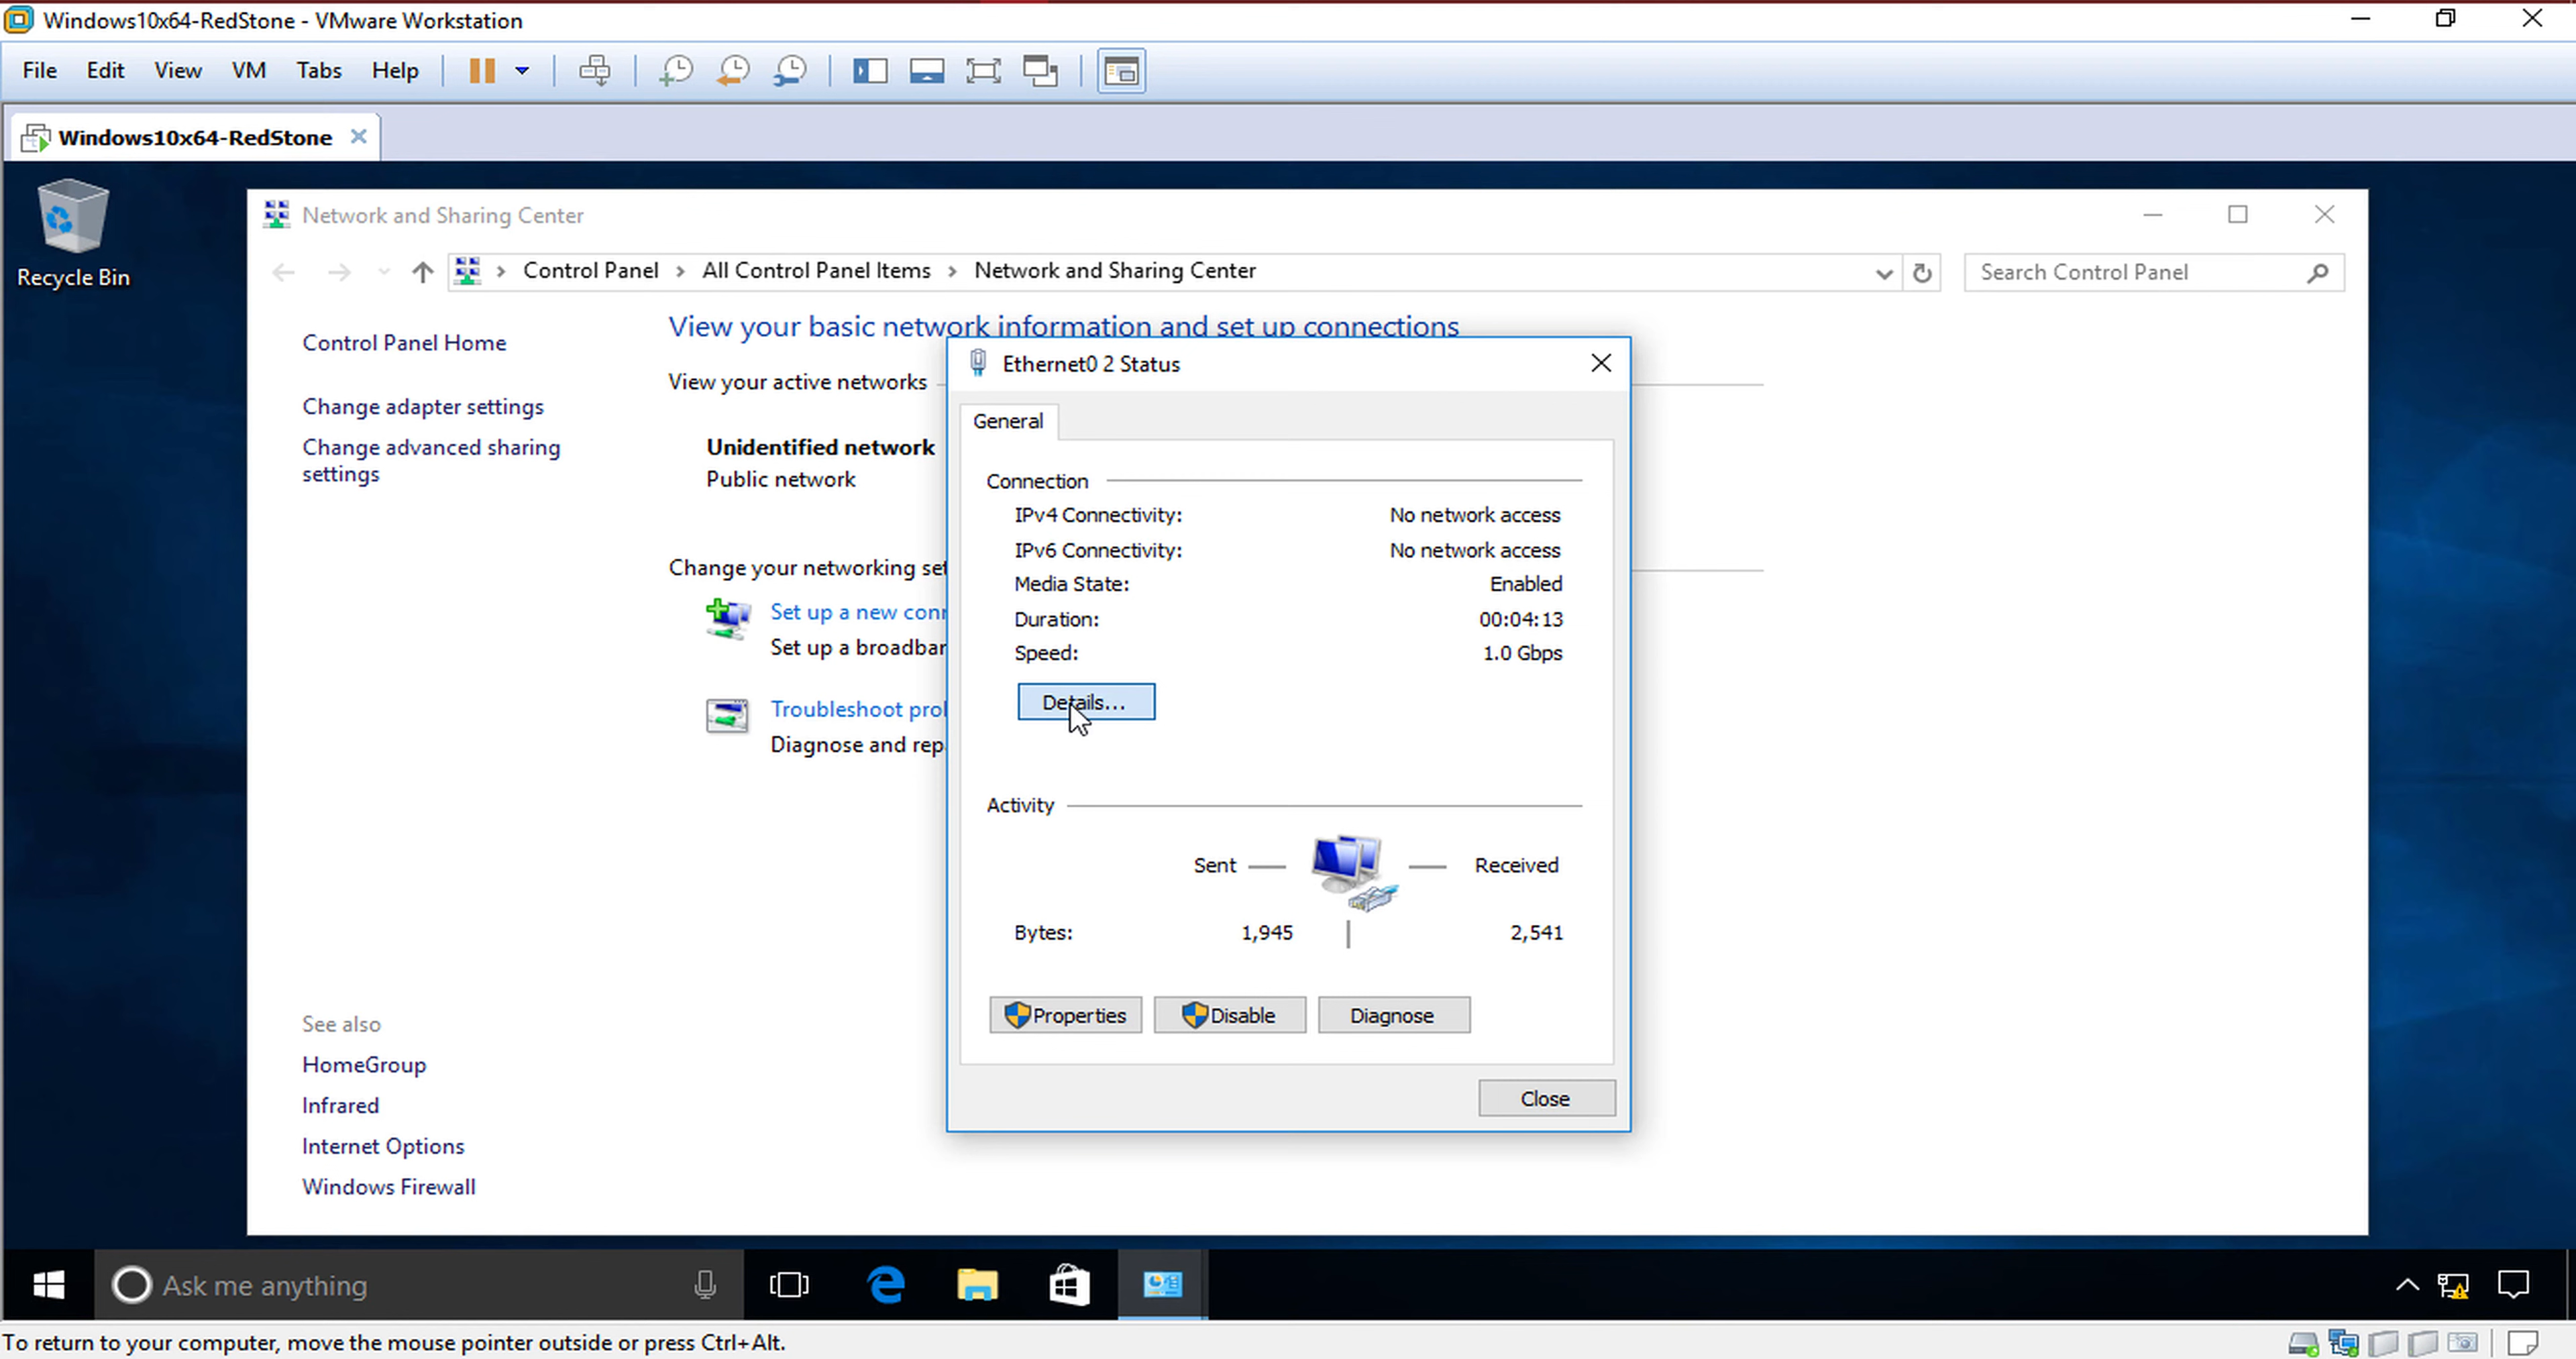 Windows10x64-RedStone - VMware Workstation
File Edit View VM Tabs Help
Windows10x64-RedStone
Recycle Bin
Network and Sharing Center
Control Panel > All Control Panel Items > Network and Sharing Center
Search Control Panel
Control Panel Home
Change adapter settings
Change advanced sharing
settings
View your basic network information and set up connections
View your active networks
Unidentified network
Public network
Change your networking set
Set up a new conn
Set up a broadban
Troubleshoot prol
Diagnose and repa
See also
HomeGroup
Infrared
Internet Options
Windows Firewall
Ethernet0 2 Status
General
Connection
IPv4 Connectivity: No network access
IPv6 Connectivity: No network access
Media State: Enabled
Duration: 00:04:13
Speed: 1.0 Gbps
Details...
Activity
Sent Received
Bytes: 1,945 2,541
Properties Disable Diagnose
Close
Ask me anything
To return to your computer, move the mouse pointer outside or press Ctrl+Alt.